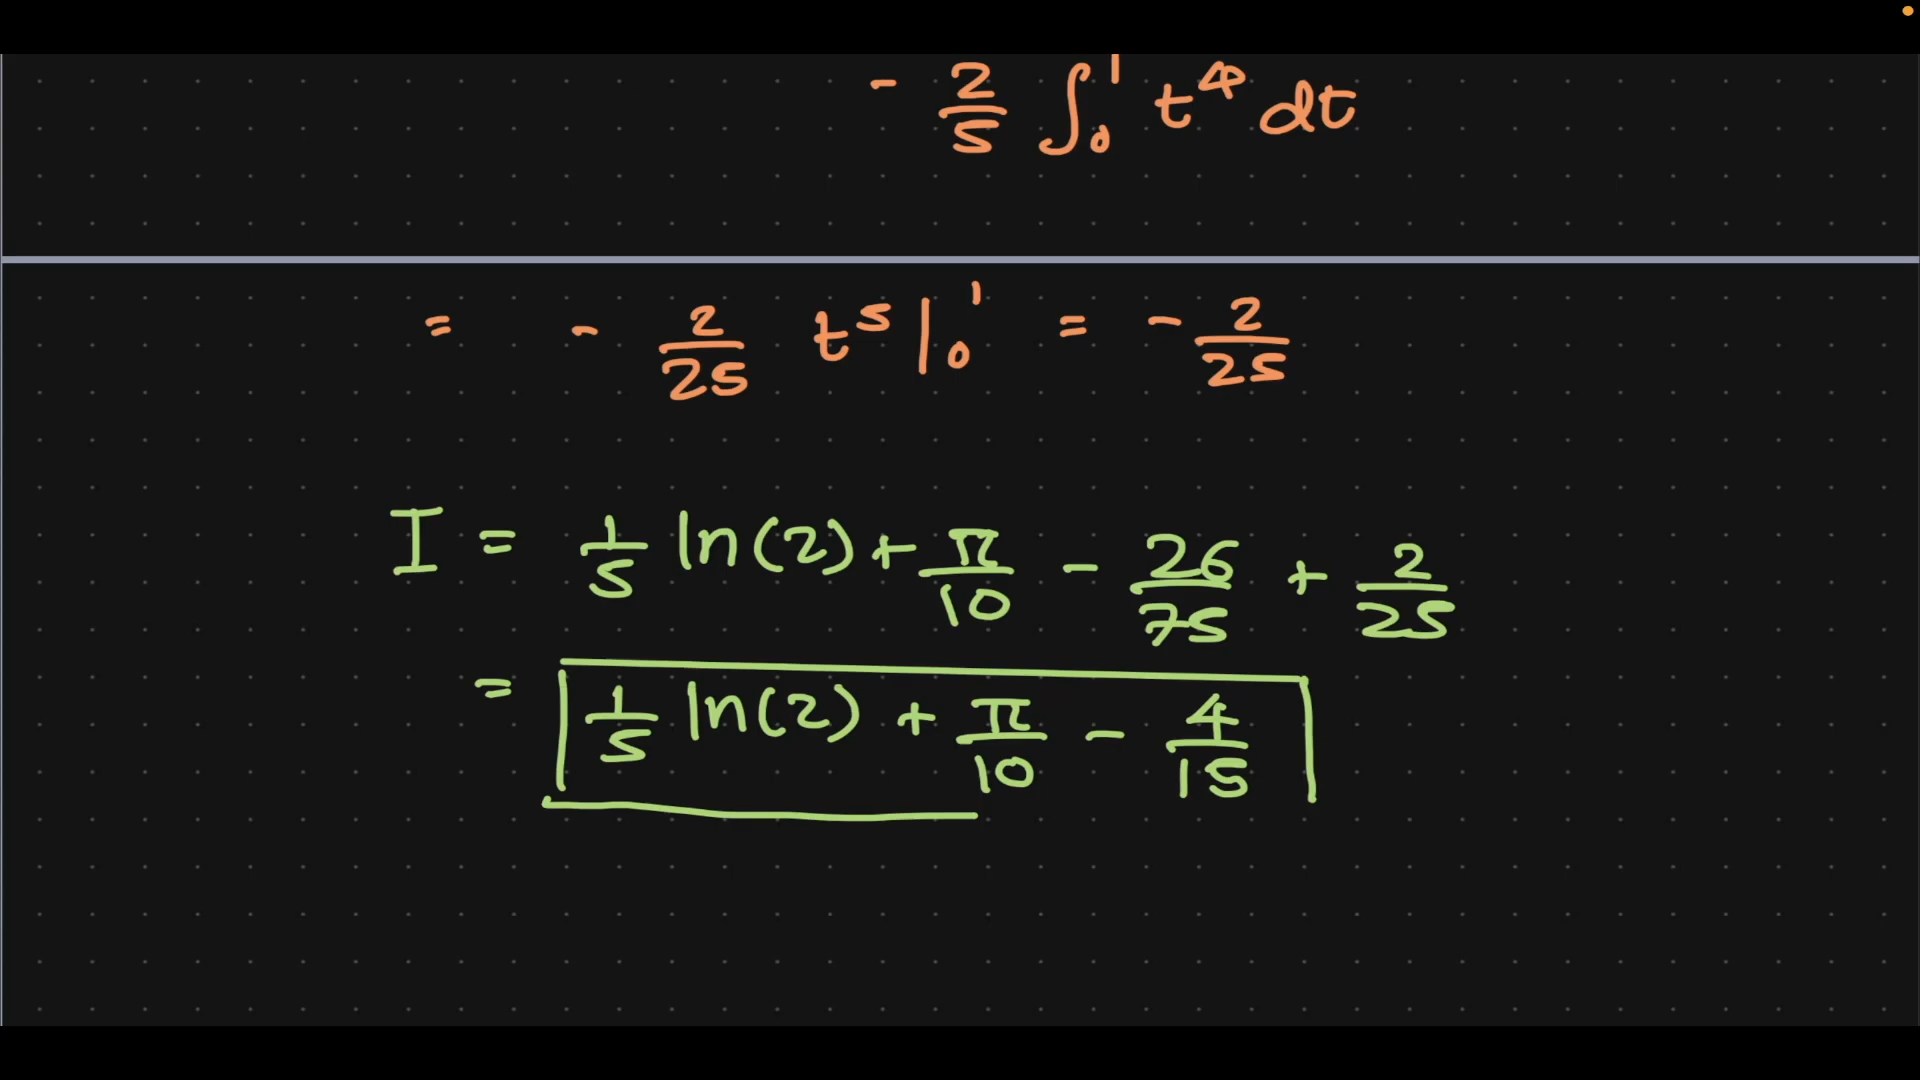 - 2/5 ∫₀¹ t⁴ dt
= - 2/25 t⁵ |₀¹ = - 2/25
I = 1/5 ln(2) + π/10 - 26/75 + 2/25
= 1/5 ln(2) + π/10 - 4/15